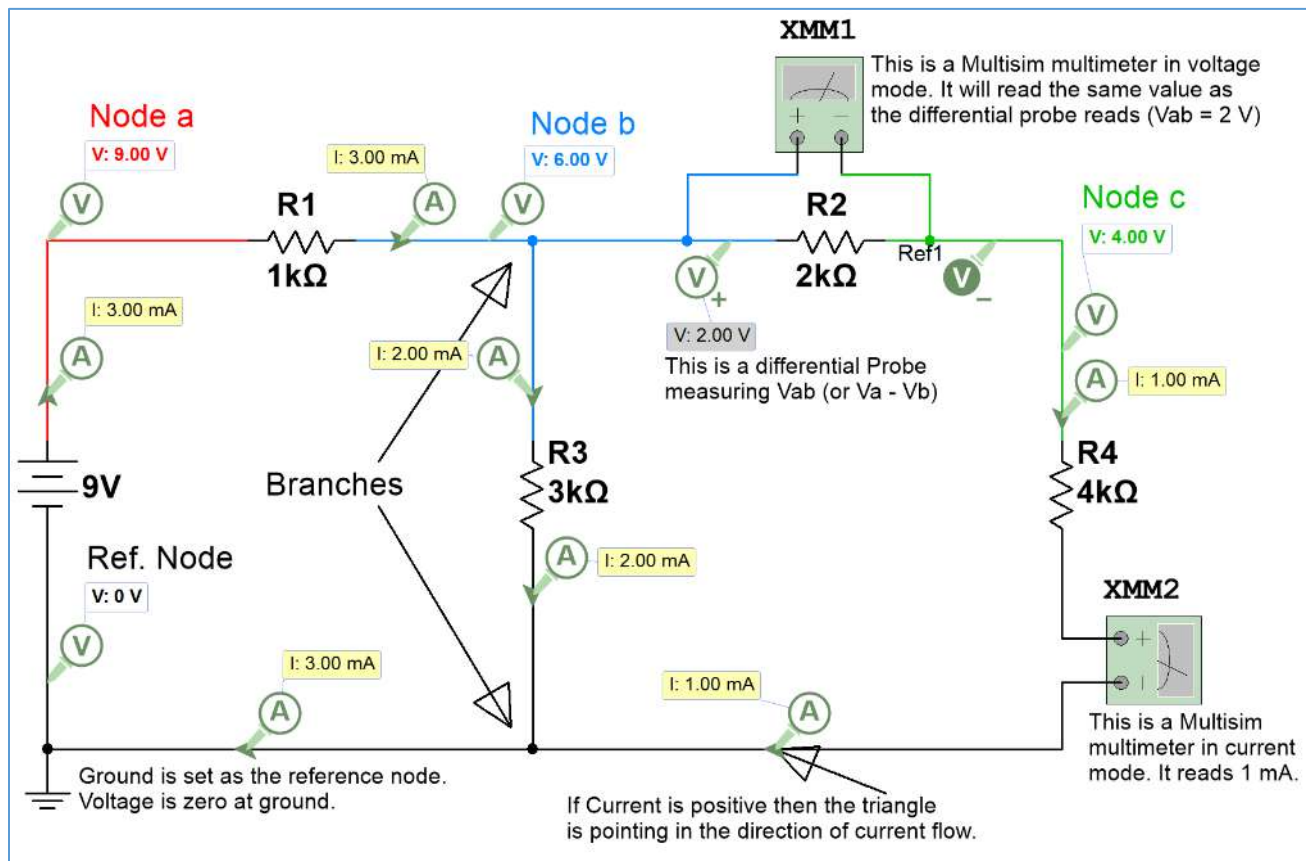 XMM1
This is a Multisim multimeter in voltage
mode. It will read the same value as
the differential probe reads (Vab = 2 V)
+ −
Node a
V: 9.00 V
V
I: 3.00 mA
A
Node b
V: 6.00 V
V
R1
1kΩ
R2
2kΩ
Ref1
Node c
V: 4.00 V
V
I: 3.00 mA
A
I: 2.00 mA
A
V +
V: 2.00 V
This is a differential Probe
measuring Vab (or Va - Vb)
V −
A
I: 1.00 mA
9V
Branches
R3
3kΩ
R4
4kΩ
Ref. Node
V: 0 V
V
A
I: 2.00 mA
XMM2
+
−
I: 3.00 mA
A
I: 1.00 mA
A
This is a Multisim
multimeter in current
mode. It reads 1 mA.
Ground is set as the reference node.
Voltage is zero at ground.
If Current is positive then the triangle
is pointing in the direction of current flow.